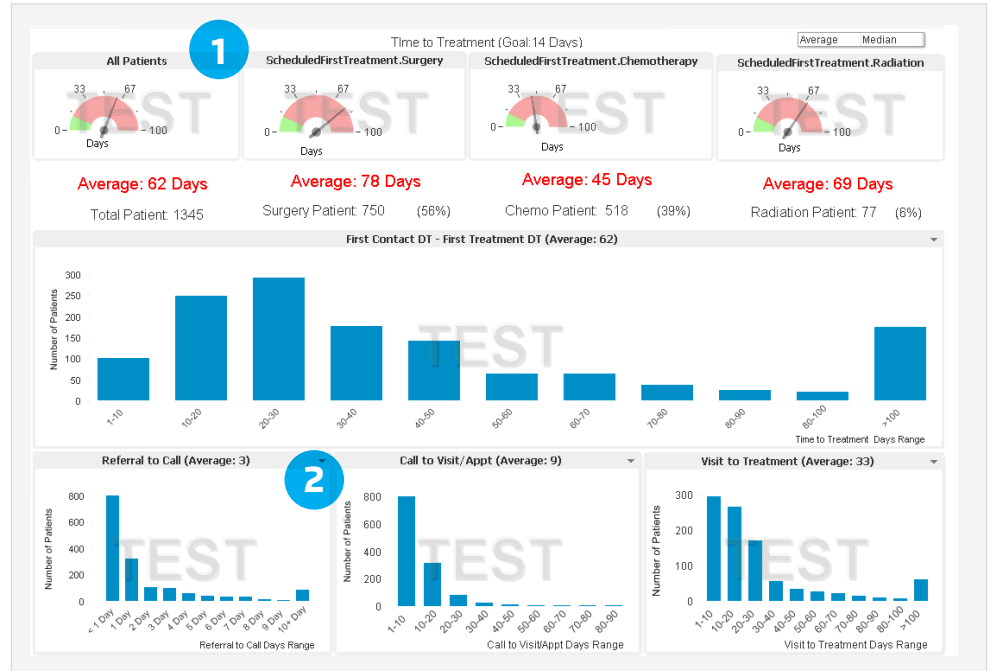 1
Time to Treatment (Goal:14 Days)
Average Median
All Patients
33 67
0 100
Days
TEST
ScheduledFirstTreatment.Surgery
33 67
0 100
Days
TEST
ScheduledFirstTreatment.Chemotherapy
33 67
0 100
Days
TEST
ScheduledFirstTreatment.Radiation
33 67
0 100
Days
TEST
Average: 62 Days
Average: 78 Days
Average: 45 Days
Average: 69 Days
Total Patient: 1345
Surgery Patient: 750 (56%)
Chemo Patient: 518 (39%)
Radiation Patient: 77 (6%)
First Contact DT - First Treatment DT (Average: 62)
Number of Patients
300
250
200
150
100
50
0
TEST
1-10 10-20 20-30 30-40 40-50 50-60 60-70 70-80 80-90 80-100 >100
Time to Treatment Days Range
Referral to Call (Average: 3)
2
Number of Patients
800
600
400
200
0
TEST
< 1 Day 1 Day 2 Day 3 Day 4 Day 5 Day 6 Day 7 Day 8 Day 9 Day 10+ Day
Referral to Call Days Range
Call to Visit/Appt (Average: 9)
Number of Patients
800
600
400
200
0
TEST
1-10 10-20 20-30 30-40 40-50 50-60 60-70 70-80 80-90
Call to Visit/Appt Days Range
Visit to Treatment (Average: 33)
Number of Patients
300
200
100
0
TEST
1-10 10-20 20-30 30-40 40-50 50-60 60-70 70-80 80-90 80-100 >100
Visit to Treatment Days Range